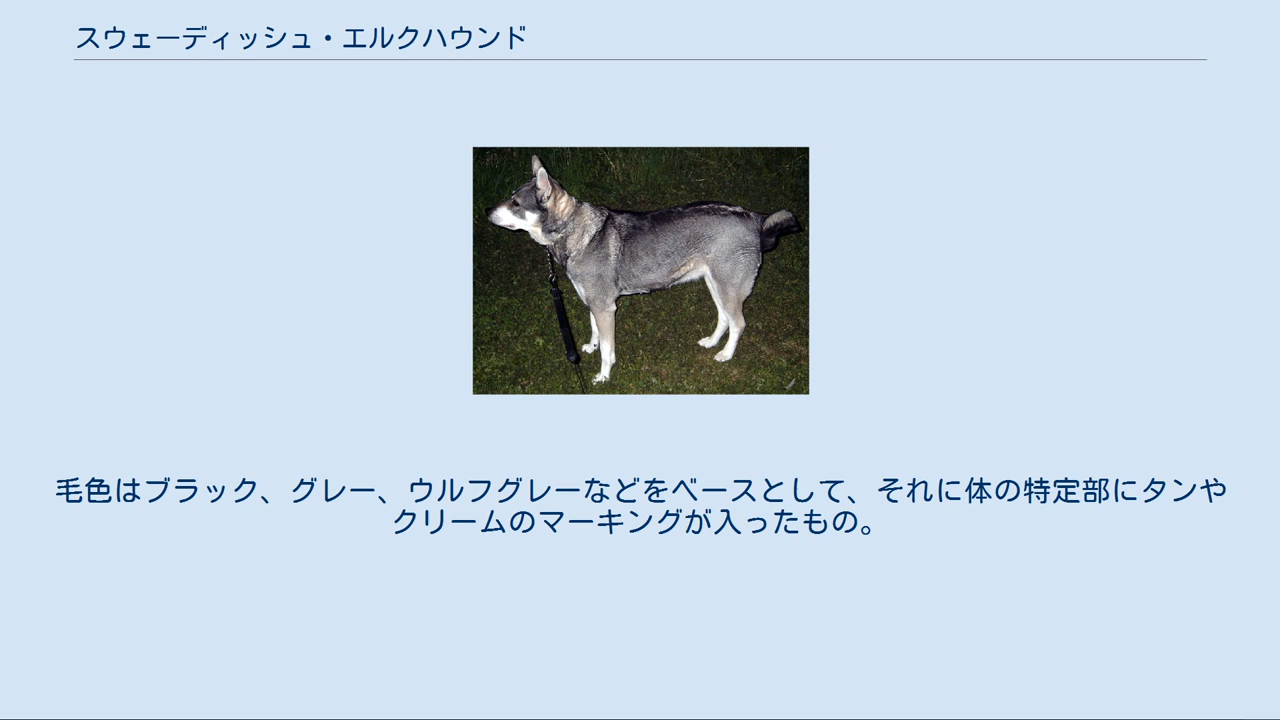 スウェーディッシュ・エルクハウンド
毛色はブラック、グレー、ウルフグレーなどをベースとして、それに体の特定部にタンや
クリームのマーキングが入ったもの。